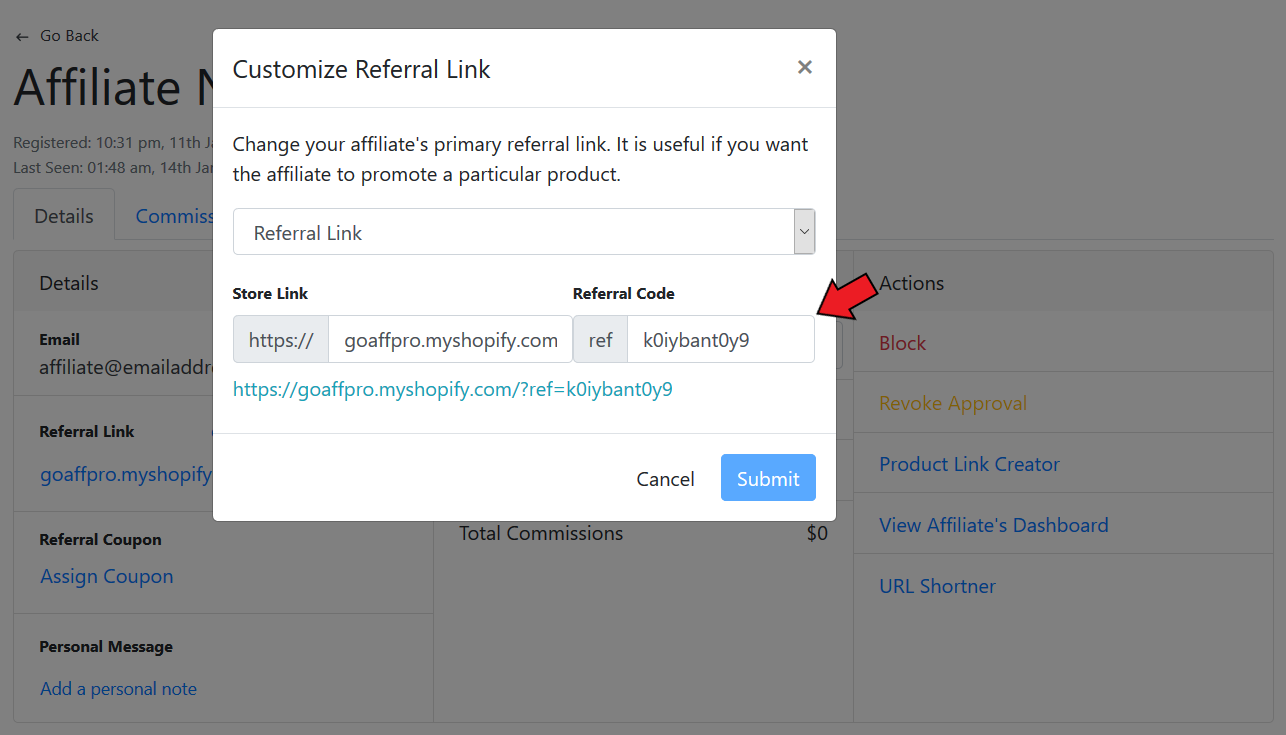 ← Go Back
Affiliate
Registered: 10:31 pm, 11th
Last Seen: 01:48 am, 14th
Details
Customize Referral Link
×
Change your affiliate's primary referral link. It is useful if you want
the affiliate to promote a particular product.
Referral Link
Store Link Referral Code
https:// goaffpro.myshopify.com ref k0iybant0y9
https://goaffpro.myshopify.com/?ref=k0iybant0y9
Cancel Submit
Details
Email
affiliate@emailaddr
Referral Link
goaffpro.myshopify
Referral Coupon
Assign Coupon
Personal Message
Add a personal note
Total Commissions $0
Actions
Block
Revoke Approval
Product Link Creator
View Affiliate's Dashboard
URL Shortner